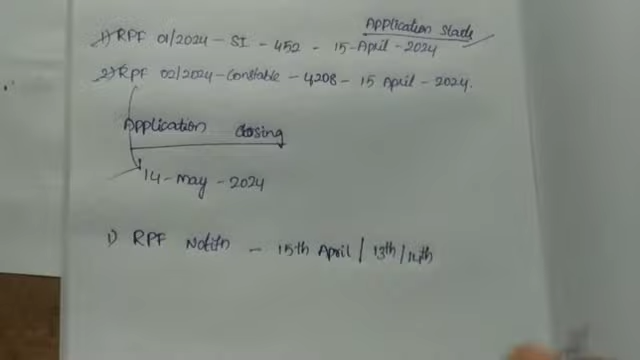 Application Starts
1) RPF 01/2024 - SI - 452 - 15-April-2024
2) RPF 02/2024-Constable - 4208 - 15 April - 2024.
Application closing
14-May-2024
1) RPF Notifn - 15th April / 13th / 14th